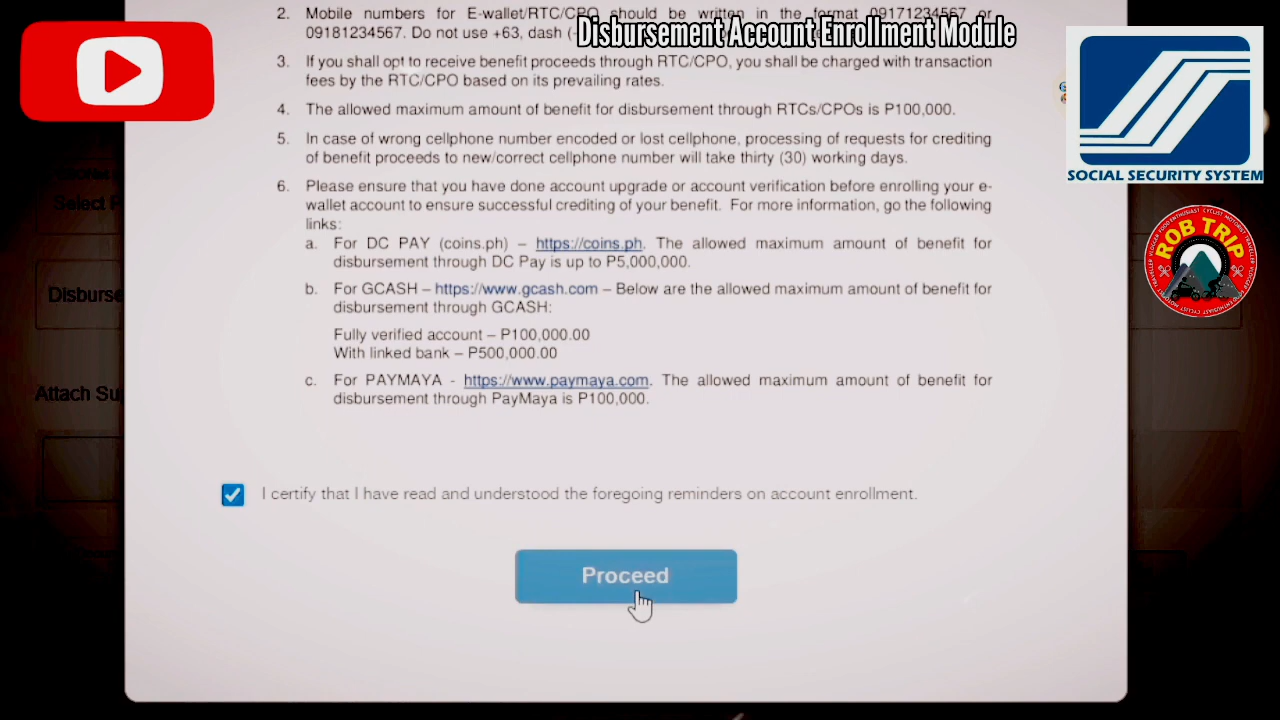 Disbursement Account Enrollment Module
2. Mobile numbers for E-wallet/RTC/CPO should be written in the format 09171234567 or
09181234567. Do not use +63, dash (-
3. If you shall opt to receive benefit proceeds through RTC/CPO, you shall be charged with transaction
fees by the RTC/CPO based on its prevailing rates.
4. The allowed maximum amount of benefit for disbursement through RTCs/CPOs is P100,000.
5. In case of wrong cellphone number encoded or lost cellphone, processing of requests for crediting
of benefit proceeds to new/correct cellphone number will take thirty (30) working days.
6. Please ensure that you have done account upgrade or account verification before enrolling your e-
wallet account to ensure successful crediting of your benefit. For more information, go the following
links:
a. For DC PAY (coins.ph) – https://coins.ph. The allowed maximum amount of benefit for
disbursement through DC Pay is up to P5,000,000.
b. For GCASH – https://www.gcash.com – Below are the allowed maximum amount of benefit for
disbursement through GCASH:
Fully verified account – P100,000.00
With linked bank – P500,000.00
c. For PAYMAYA - https://www.paymaya.com. The allowed maximum amount of benefit for
disbursement through PayMaya is P100,000.
I certify that I have read and understood the foregoing reminders on account enrollment.
Proceed
Select
Disburse
Attach Su
SOCIAL SECURITY SYSTEM
ROB TRIP